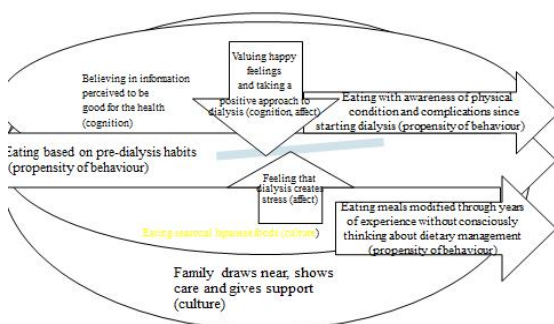 Valuing happy
feelings
and taking a
positive approach to
dialysis (cognition, affect)
Believing in information
perceived to be
good for the health
(cognition)
Eating with awareness of physical
condition and complications since
starting dialysis (propensity of behaviour)
Eating based on pre-dialysis habits
(propensity of behaviour)
Feeling that
dialysis creates
stress (affect)
Eating seasonal Japanese foods (culture)
Eating meals modified through years
of experience without consciously
thinking about dietary management
(propensity of behaviour)
Family draws near, shows
care and gives support
(culture)